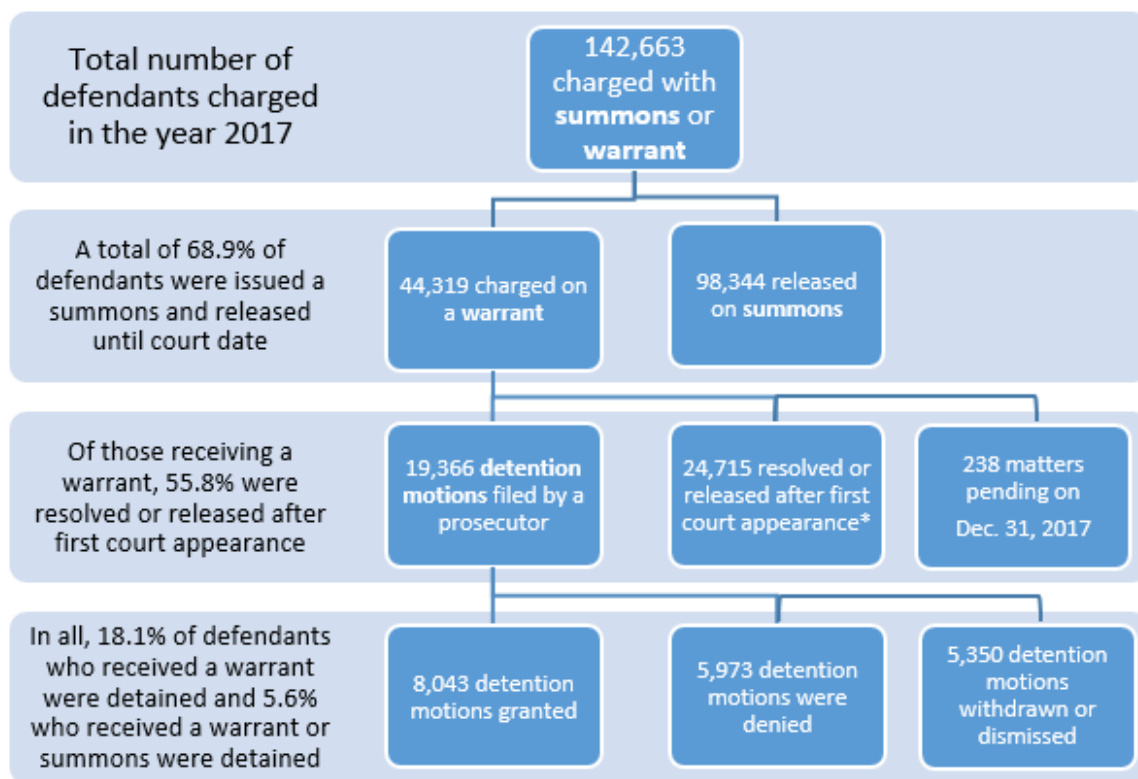 Total number of
defendants charged
in the year 2017
142,663
charged with
summons or
warrant
A total of 68.9% of
defendants were issued a
summons and released
until court date
44,319 charged on
a warrant
98,344 released
on summons
Of those receiving a
warrant, 55.8% were
resolved or released after
first court appearance
19,366 detention
motions filed by a
prosecutor
24,715 resolved or
released after first
court appearance*
238 matters
pending on
Dec. 31, 2017
In all, 18.1% of defendants
who received a warrant
were detained and 5.6%
who received a warrant or
summons were detained
8,043 detention
motions granted
5,973 detention
motions were
denied
5,350 detention
motions
withdrawn or
dismissed